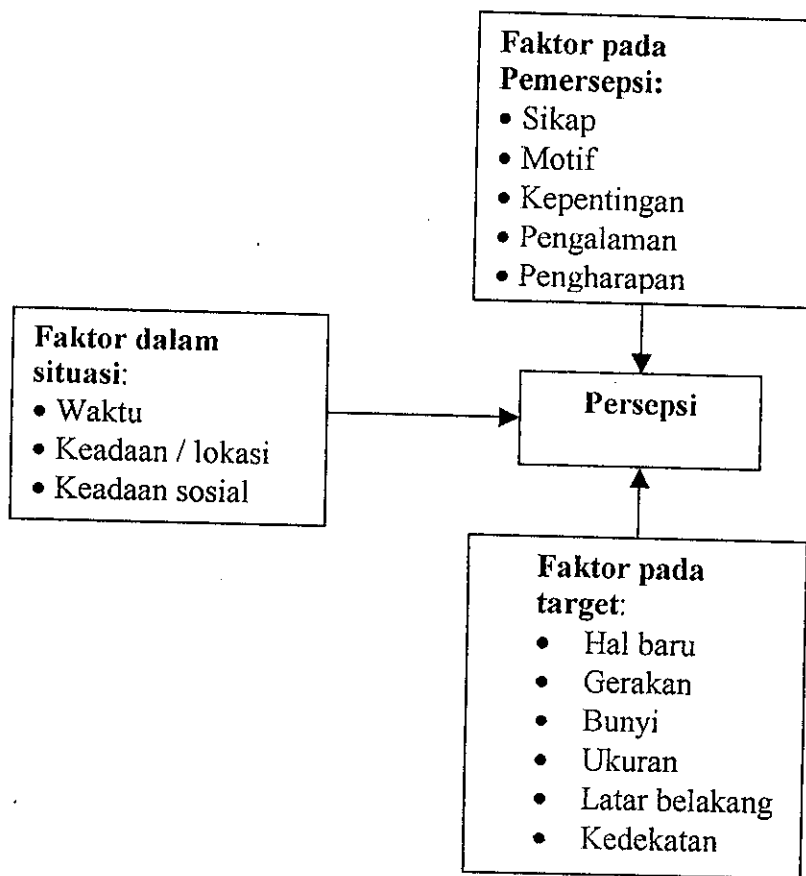 Faktor pada
Pemersepsi:
• Sikap
• Motif
• Kepentingan
• Pengalaman
• Pengharapan
Faktor dalam
situasi:
• Waktu
• Keadaan / lokasi
• Keadaan sosial
Persepsi
Faktor pada
target:
• Hal baru
• Gerakan
• Bunyi
• Ukuran
• Latar belakang
• Kedekatan